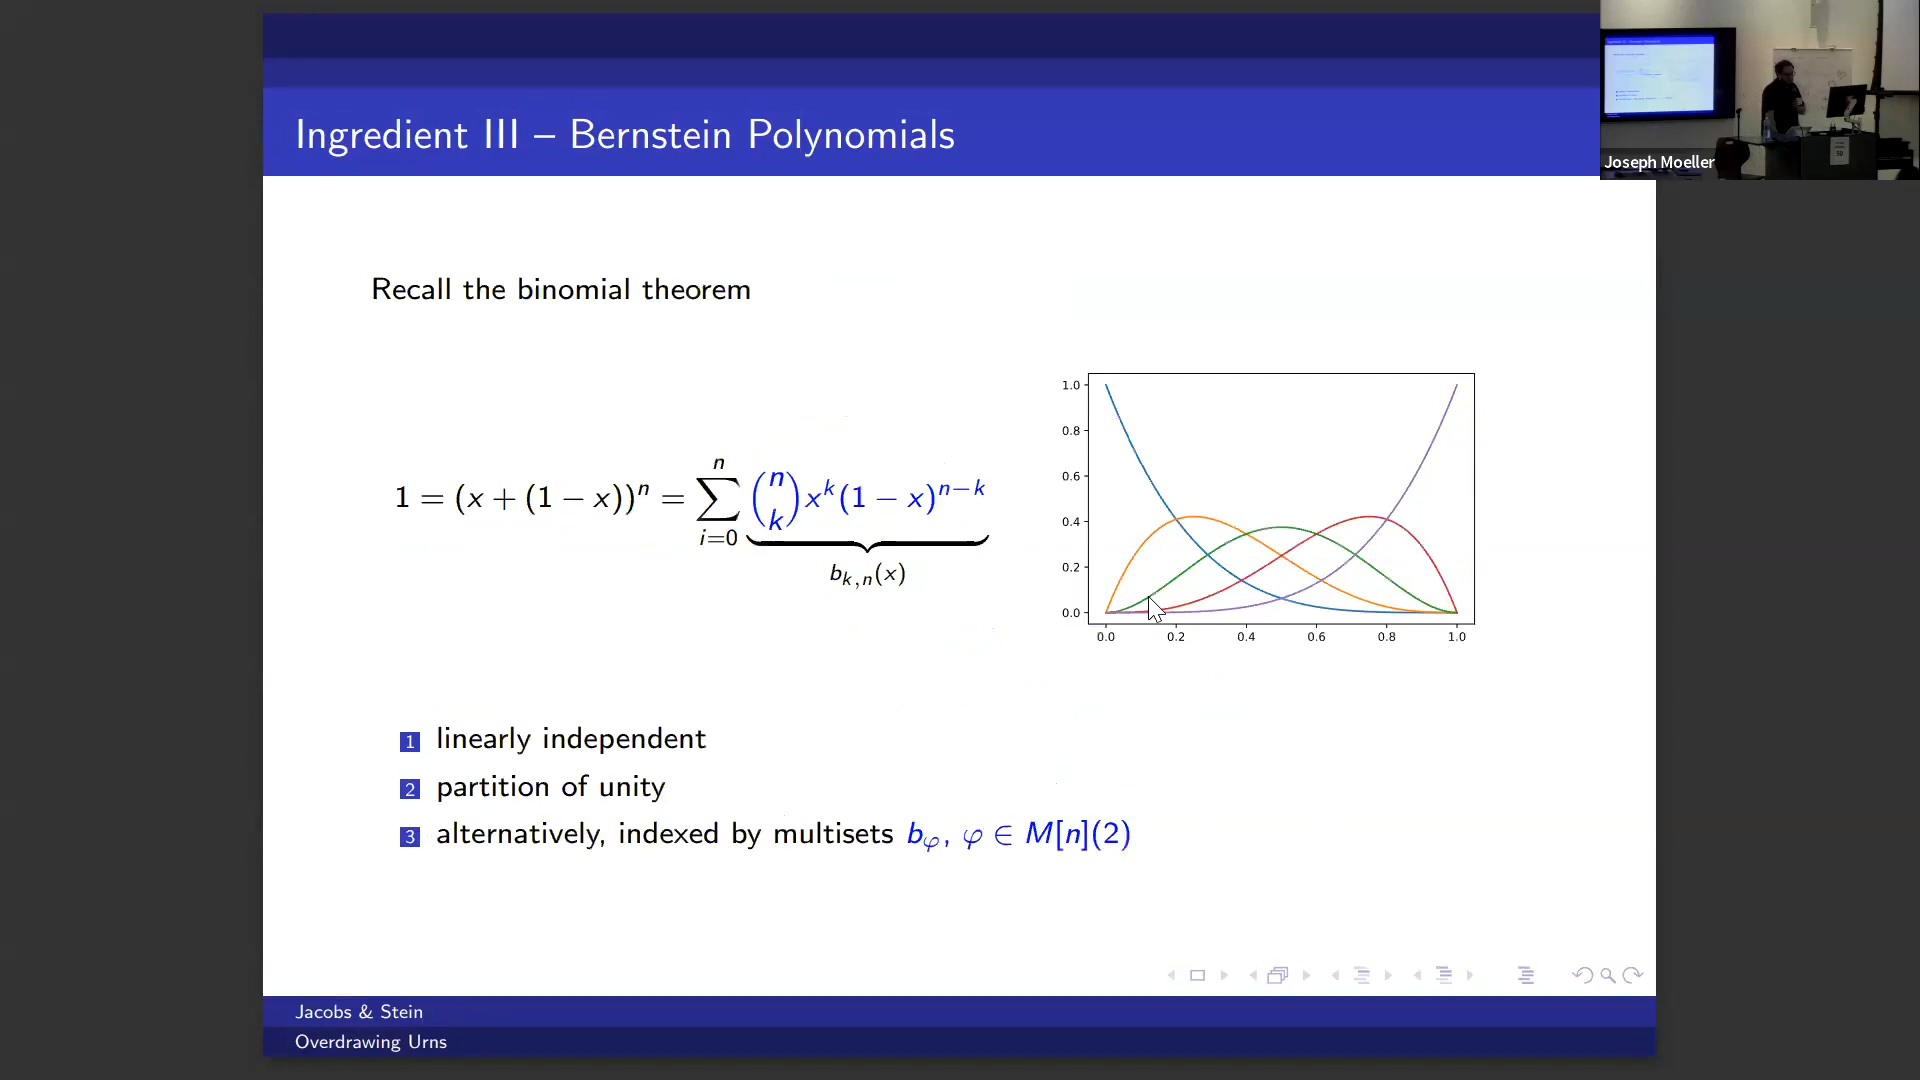 Ingredient III – Bernstein Polynomials
Joseph Moeller
Recall the binomial theorem
1 = (x + (1 − x))^n = \sum_{i=0}^{n} \binom{n}{k} x^k (1 − x)^{n−k}
b_{k,n}(x)
1.0
0.8
0.6
0.4
0.2
0.0
0.0 0.2 0.4 0.6 0.8 1.0
1 linearly independent
2 partition of unity
3 alternatively, indexed by multisets b_φ, φ ∈ M[n](2)
Jacobs & Stein
Overdrawing Urns